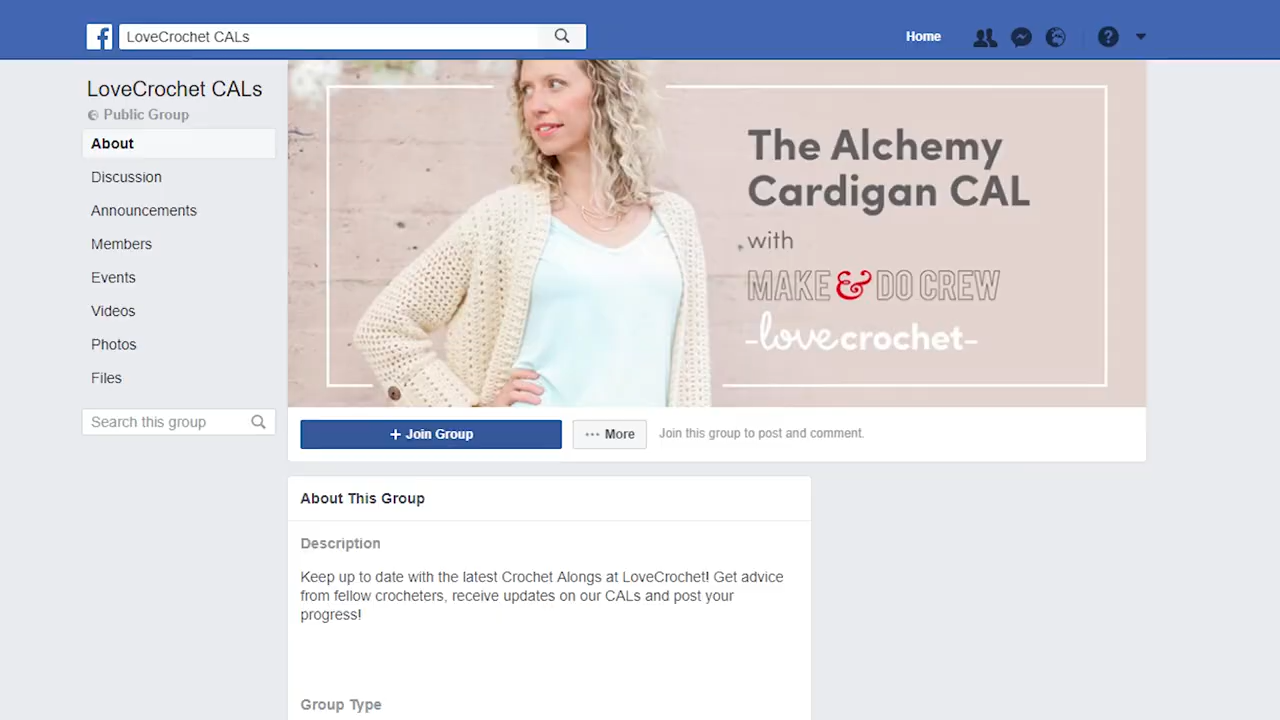 LoveCrochet CALs
Home
LoveCrochet CALs
Public Group
About
Discussion
Announcements
Members
Events
Videos
Photos
Files
Search this group
The Alchemy
Cardigan CAL
with
MAKE & DO CREW
-lovecrochet-
+ Join Group
··· More
Join this group to post and comment.
About This Group
Description
Keep up to date with the latest Crochet Alongs at LoveCrochet! Get advice
from fellow crocheters, receive updates on our CALs and post your
progress!
Group Type